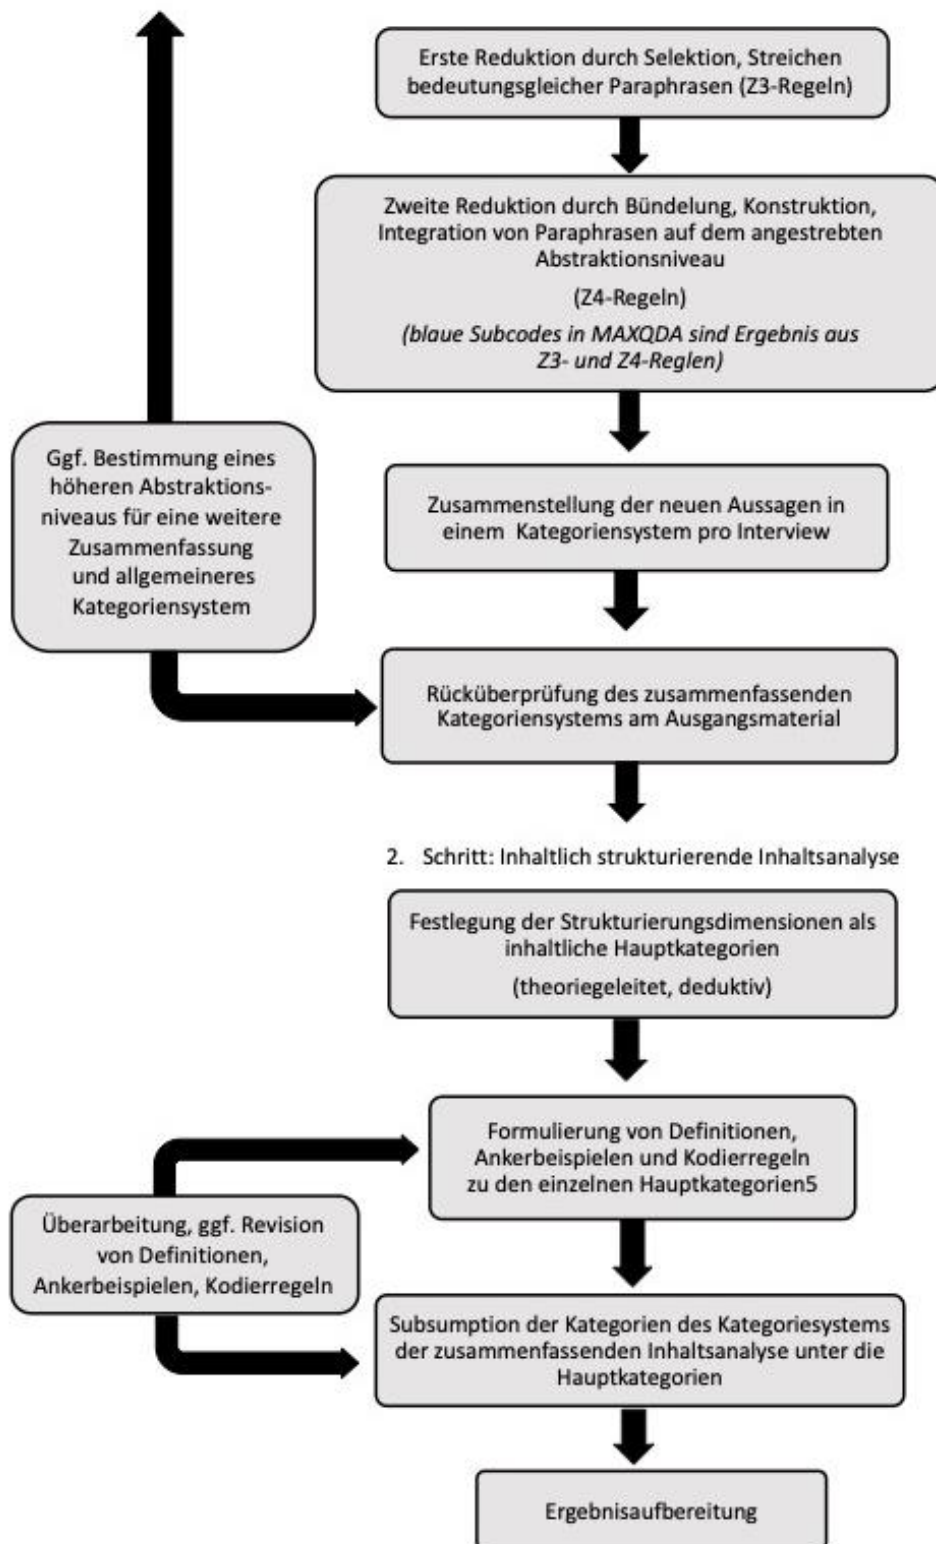 Erste Reduktion durch Selektion, Streichen
bedeutungsgleicher Paraphrasen (Z3-Regeln)
Zweite Reduktion durch Bündelung, Konstruktion,
Integration von Paraphrasen auf dem angestrebten
Abstraktionsniveau
(Z4-Regeln)
(blaue Subcodes in MAXQDA sind Ergebnis aus
Z3- und Z4-Reglen)
Ggf. Bestimmung eines
höheren Abstraktions-
niveaus für eine weitere
Zusammenfassung
und allgemeineres
Kategoriensystem
Zusammenstellung der neuen Aussagen in
einem Kategoriensystem pro Interview
Rücküberprüfung des zusammenfassenden
Kategoriensystems am Ausgangsmaterial
2. Schritt: Inhaltlich strukturierende Inhaltsanalyse
Festlegung der Strukturierungsdimensionen als
inhaltliche Hauptkategorien
(theoriegeleitet, deduktiv)
Formulierung von Definitionen,
Ankerbeispielen und Kodierregeln
zu den einzelnen Hauptkategorien5
Überarbeitung, ggf. Revision
von Definitionen,
Ankerbeispielen, Kodierregeln
Subsumption der Kategorien des Kategoriesystems
der zusammenfassenden Inhaltsanalyse unter die
Hauptkategorien
Ergebnisaufbereitung